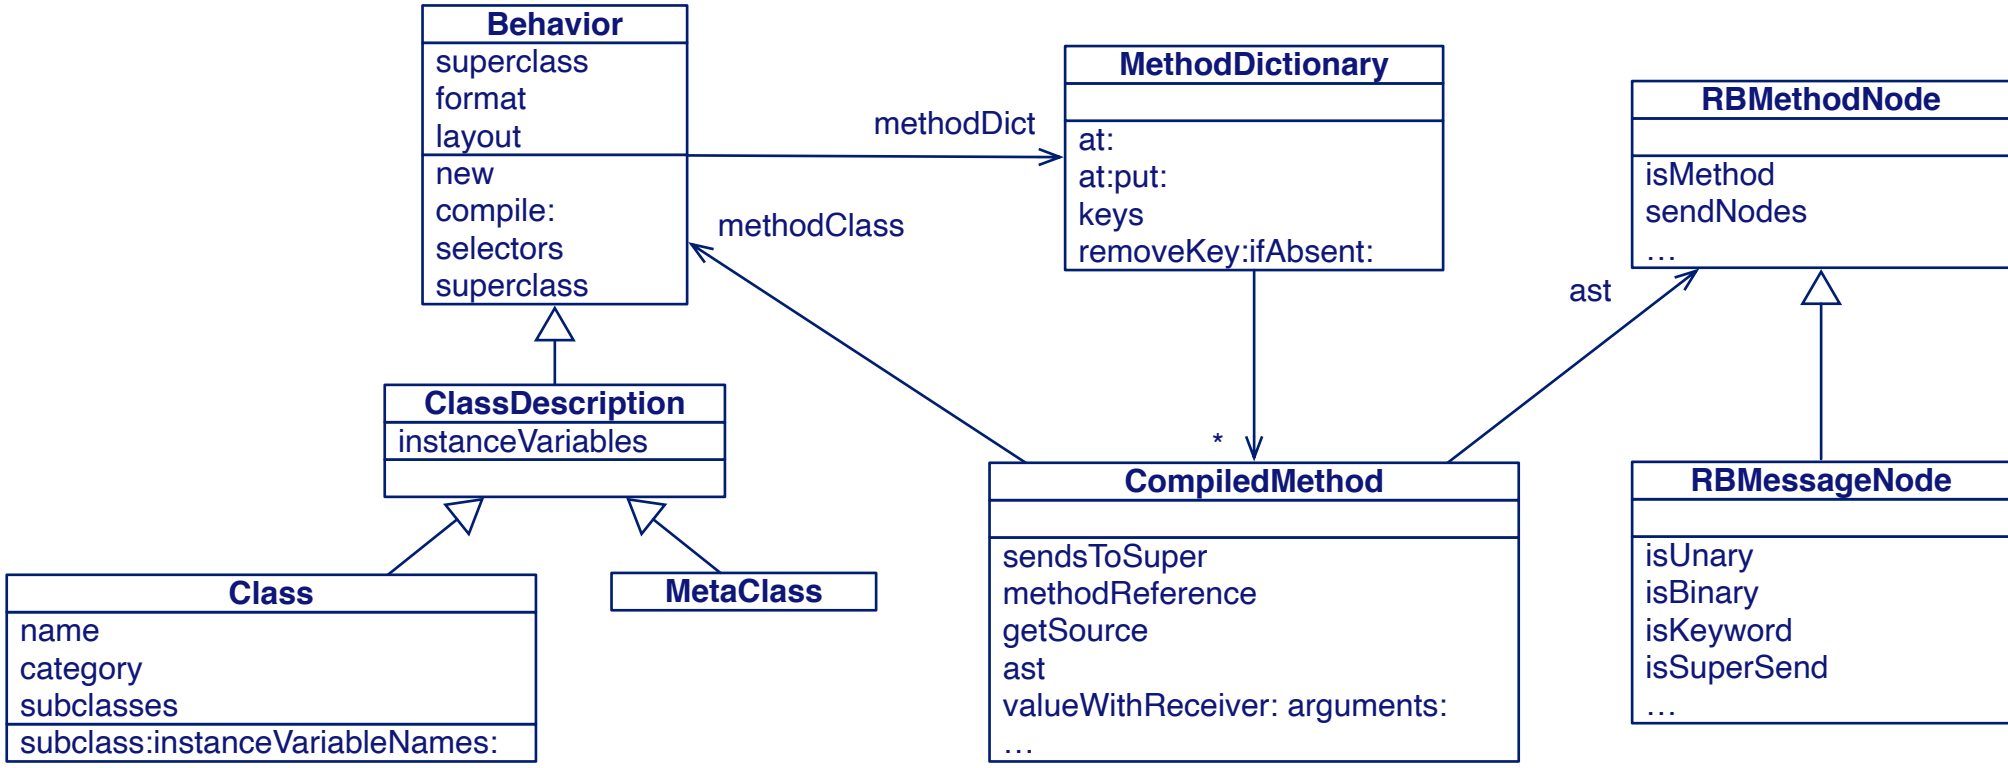 Behavior
superclass
format
layout
new
compile:
selectors
superclass
methodDict
methodClass
MethodDictionary
at:
at:put:
keys
removeKey:ifAbsent:
RBMethodNode
isMethod
sendNodes
…
ast
ClassDescription
instanceVariables
*
Class
name
category
subclasses
subclass:instanceVariableNames:
MetaClass
CompiledMethod
sendsToSuper
methodReference
getSource
ast
valueWithReceiver: arguments:
…
RBMessageNode
isUnary
isBinary
isKeyword
isSuperSend
…